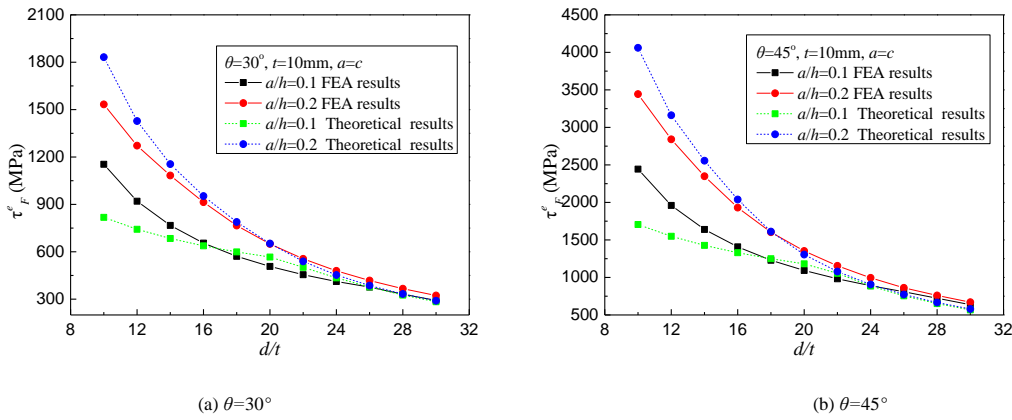 θ=30°, t=10mm, a=c
a/h=0.1 FEA results
a/h=0.2 FEA results
a/h=0.1 Theoretical results
a/h=0.2 Theoretical results
2100
1800
1500
1200
900
600
300
τᵉF (MPa)
8 12 16 20 24 28 32
d/t
(a) θ=30°
θ=45°, t=10mm, a=c
a/h=0.1 FEA results
a/h=0.2 FEA results
a/h=0.1 Theoretical results
a/h=0.2 Theoretical results
4500
4000
3500
3000
2500
2000
1500
1000
500
τᵉF (MPa)
8 12 16 20 24 28 32
d/t
(b) θ=45°